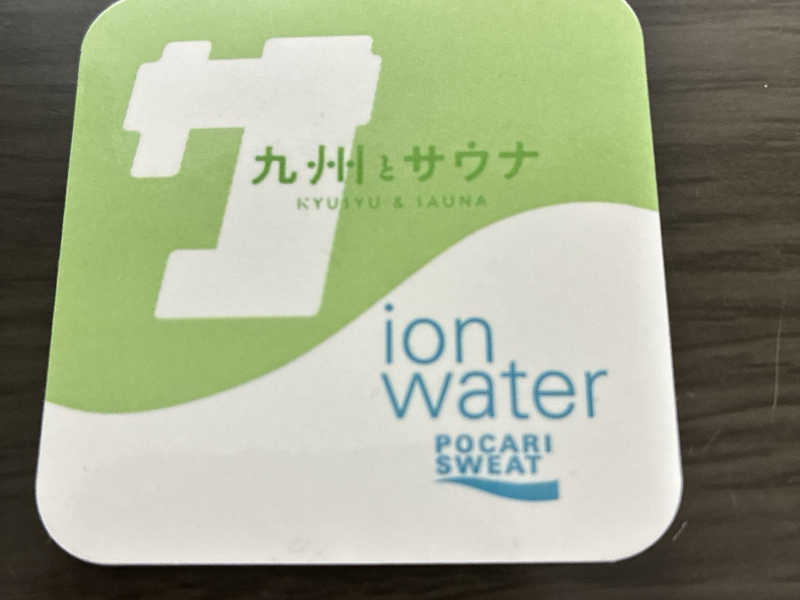 サ
九州とサウナ
KYUSYU & SAUNA
ion
water
POCARI
SWEAT